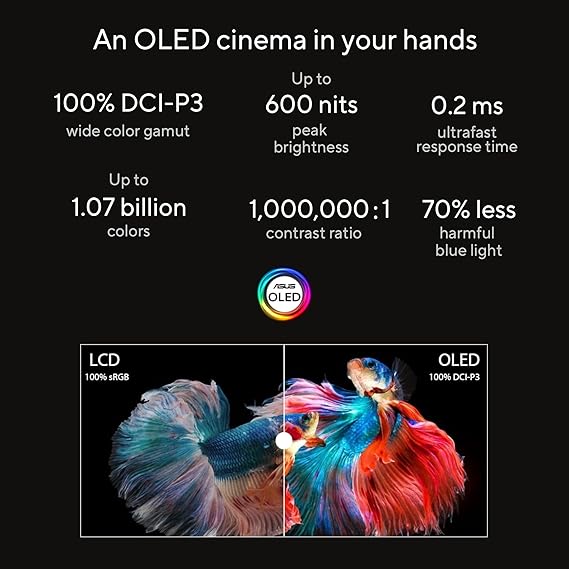 An OLED cinema in your hands
100% DCI-P3
wide color gamut
Up to
600 nits
peak
brightness
0.2 ms
ultrafast
response time
Up to
1.07 billion
colors
1,000,000:1
contrast ratio
70% less
harmful
blue light
ASUS
OLED
LCD
100% sRGB
OLED
100% DCI-P3